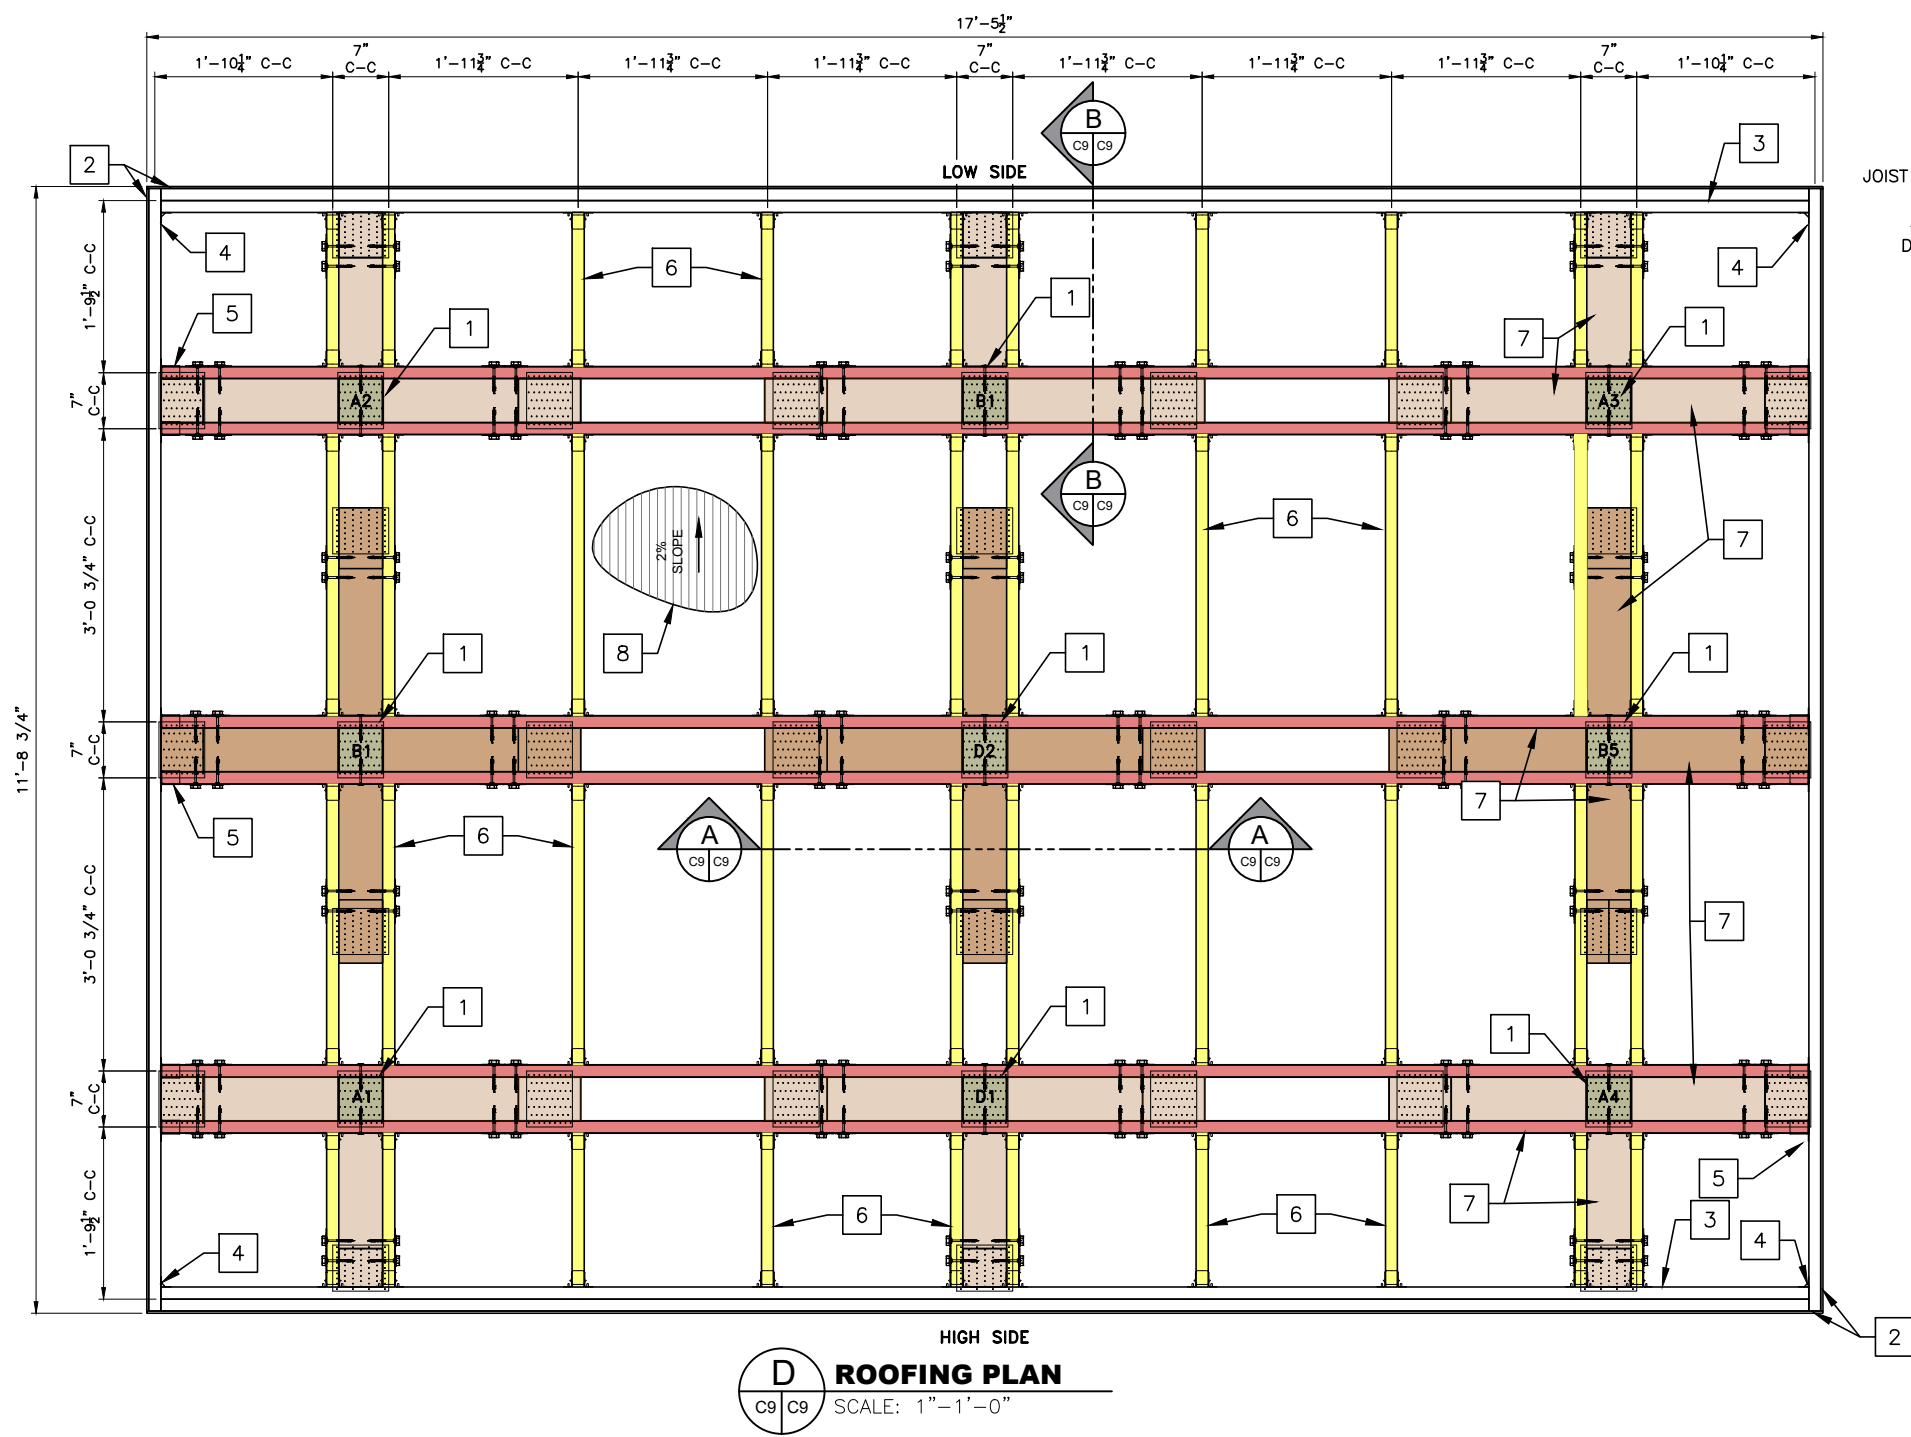 17'-5½"
7" 7" 7"
1'-10¼" C-C C-C 1'-11¾" C-C 1'-11¾" C-C 1'-11¾" C-C C-C 1'-11¾" C-C 1'-11¾" C-C 1'-11¾" C-C C-C 1'-10¼" C-C
B
C9 C9
2
3
LOW SIDE
JOIST
4
6
4
D
1'-9½" C-C
5
1
1
7
1
7" C-C
A2
B1
A3
B
C9 C9
6
7
2% SLOPE
3'-0 3/4" C-C
8
1
1
1
11'-8 3/4"
7" C-C
B1
D2
B5
7
5
6
A
C9 C9
A
C9 C9
3'-0 3/4" C-C
7
1
1
1
7" C-C
A1
D1
A4
5
1'-9½" C-C
6
6
7
3
4
4
HIGH SIDE
2
D
C9 C9
ROOFING PLAN
SCALE: 1"-1'-0"